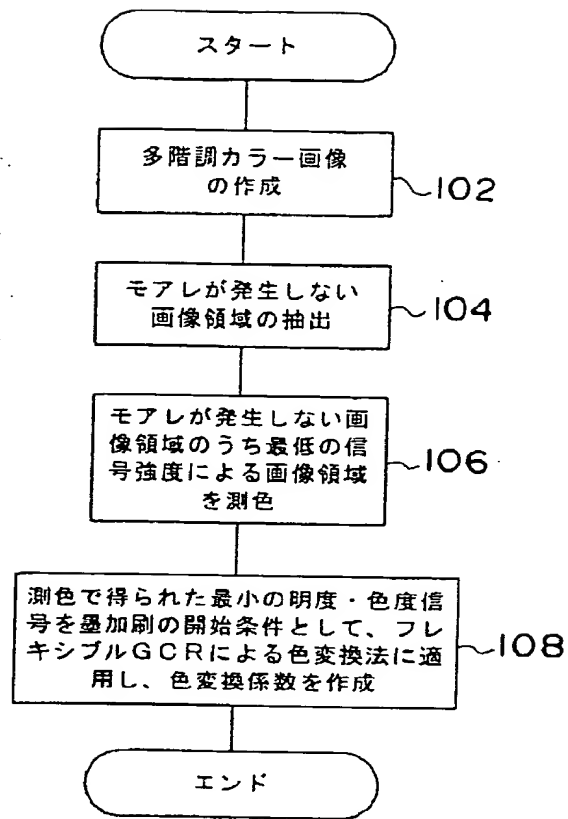 スタート
多階調カラー画像
の作成
102
モアレが発生しない
画像領域の抽出
104
モアレが発生しない画
像領域のうち最低の信
号強度による画像領域
を測色
106
測色で得られた最小の明度・色度信
号を墨加刷の開始条件として、フレ
キシブルGCRによる色変換法に適
用し、色変換係数を作成
108
エンド